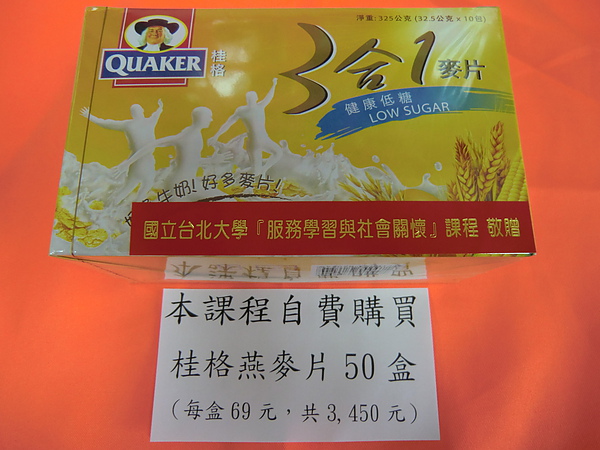 淨重:325公克 (32.5公克 x 10包)
QUAKER
桂格
3合1麥片
健康低糖
LOW SUGAR
好多牛奶!好多麥片!
國立台北大學『服務學習與社會關懷』課程 敬贈
本課程自費購買
桂格燕麥片 50 盒
(每盒 69 元，共 3,450 元)